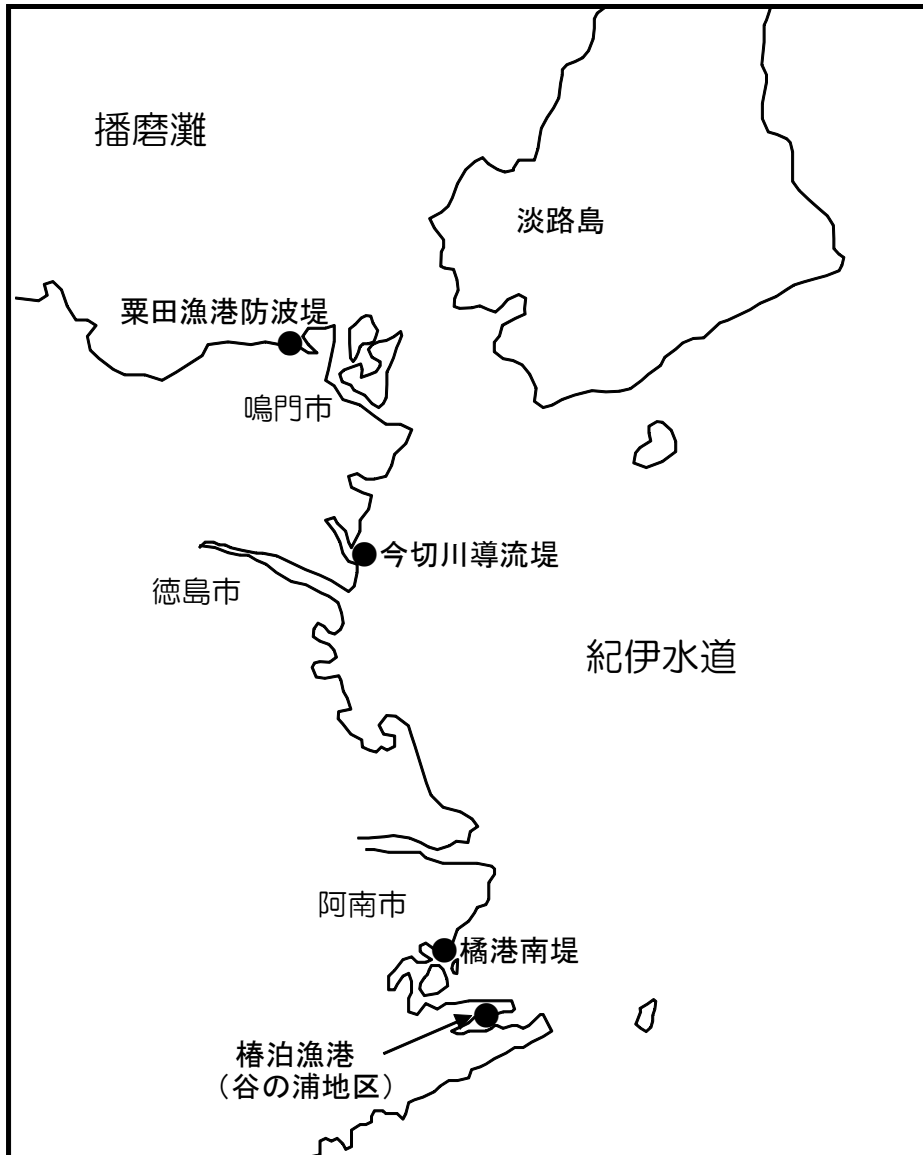 播磨灘
淡路島
粟田漁港防波堤
鳴門市
今切川導流堤
徳島市
紀伊水道
阿南市
橘港南堤
椿泊漁港
（谷の浦地区）